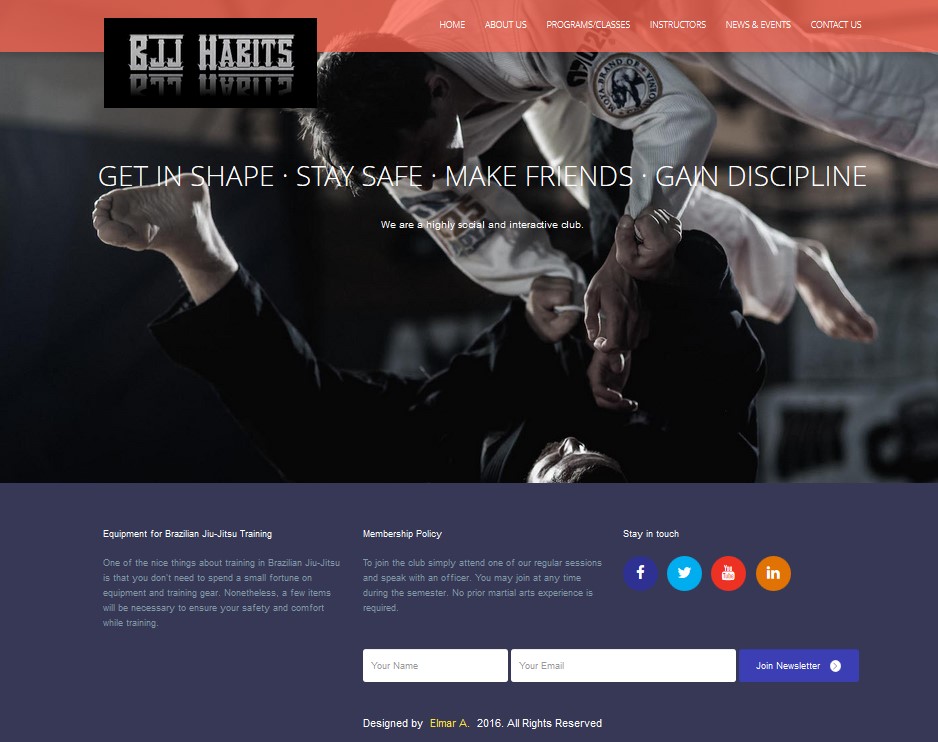 BJJ HABITS
HOME ABOUT US PROGRAMS/CLASSES INSTRUCTORS NEWS & EVENTS CONTACT US
GET IN SHAPE · STAY SAFE · MAKE FRIENDS · GAIN DISCIPLINE
We are a highly social and interactive club.
Equipment for Brazilian Jiu-Jitsu Training
One of the nice things about training in Brazilian Jiu-Jitsu
is that you don't need to spend a small fortune on
equipment and training gear. Nonetheless, a few items
will be necessary to ensure your safety and comfort
while training.
Membership Policy
To join the club simply attend one of our regular sessions
and speak with an officer. You may join at any time
during the semester. No prior martial arts experience is
required.
Stay in touch
f
You
Tube
in
Your Name
Your Email
Join Newsletter
Designed by Elmar A. 2016. All Rights Reserved